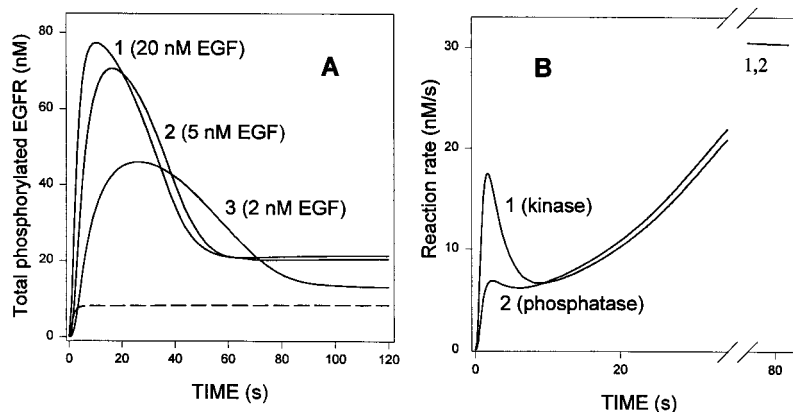 Total phosphorylated EGFR (nM)
80
60
40
20
0
A
1 (20 nM EGF)
2 (5 nM EGF)
3 (2 nM EGF)
0 20 40 60 80 100 120
TIME (s)
Reaction rate (nM/s)
30
20
10
0
B
1,2
1 (kinase)
2 (phosphatase)
0 20 80
TIME (s)